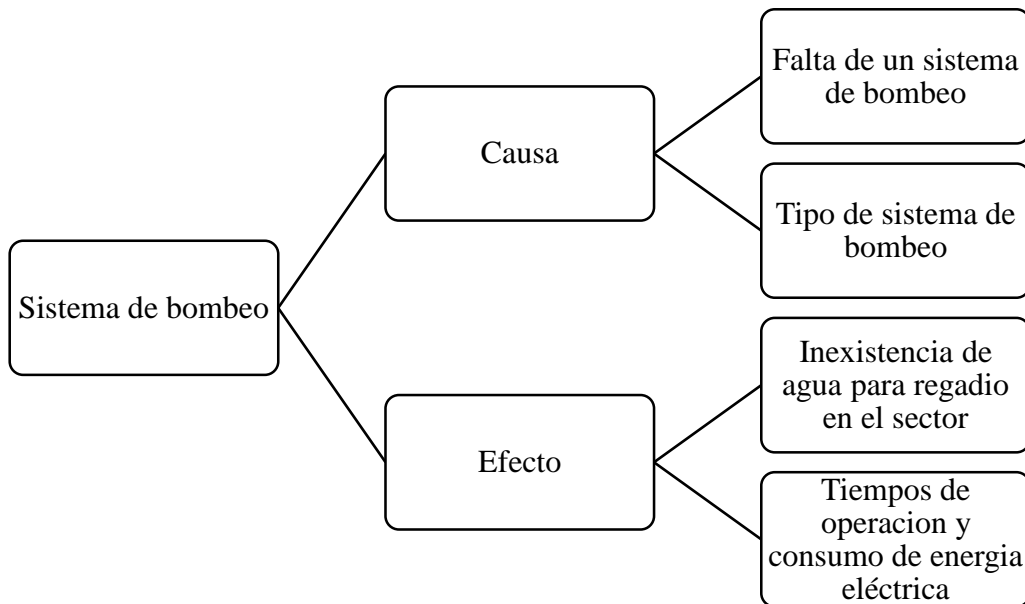 Sistema de bombeo
Causa
Falta de un sistema
de bombeo
Tipo de sistema de
bombeo
Efecto
Inexistencia de
agua para regadio
en el sector
Tiempos de
operacion y
consumo de energia
eléctrica